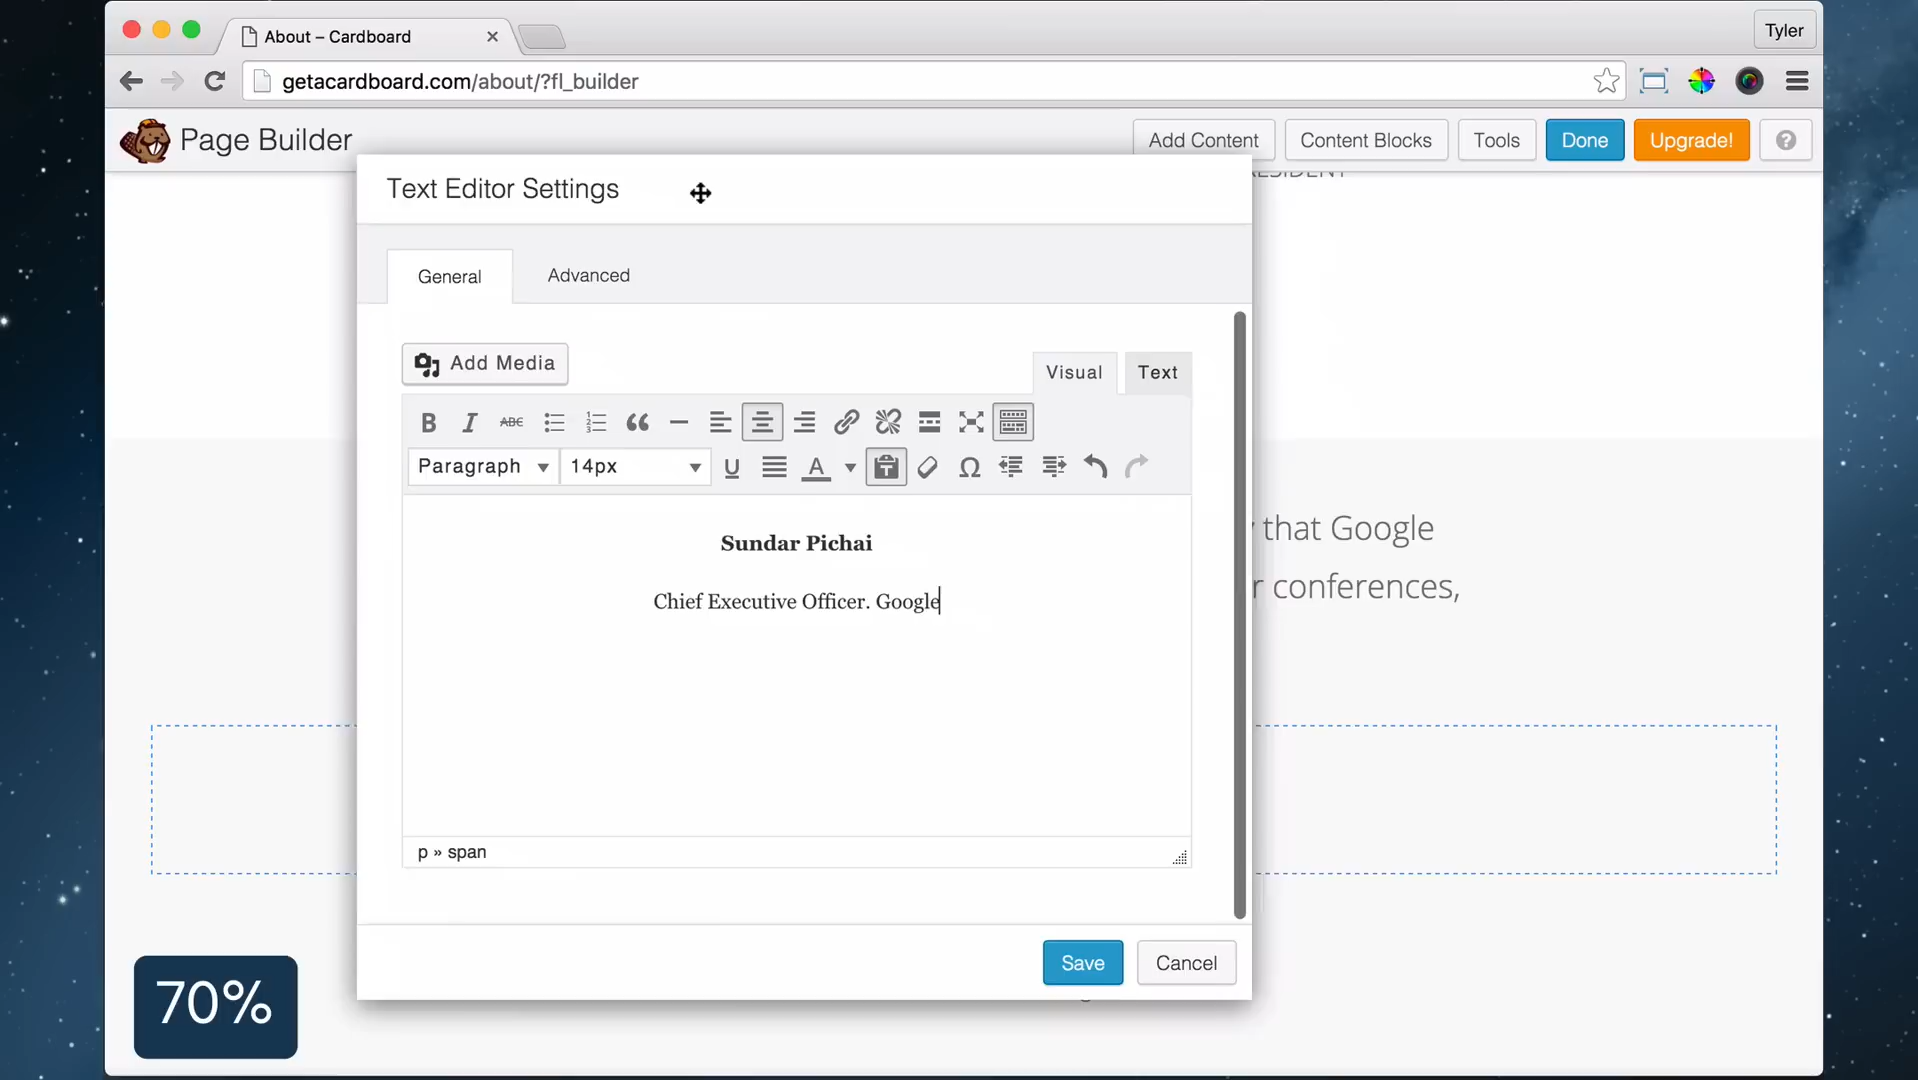 About – Cardboard
Tyler
getacardboard.com/about/?fl_builder
Page Builder
Add Content
Content Blocks
Tools
Done
Upgrade!
?
Text Editor Settings
General
Advanced
Add Media
Visual
Text
B I ABC
Paragraph
14px
U
A
T
Ω
Sundar Pichai
Chief Executive Officer. Google
that Google
conferences,
p » span
Save
Cancel
70%